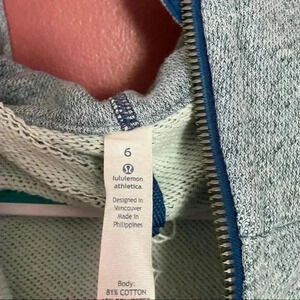 6
lululemon
athletica
Designed in
Vancouver
Made in
Philippines
Body:
81% COTTON